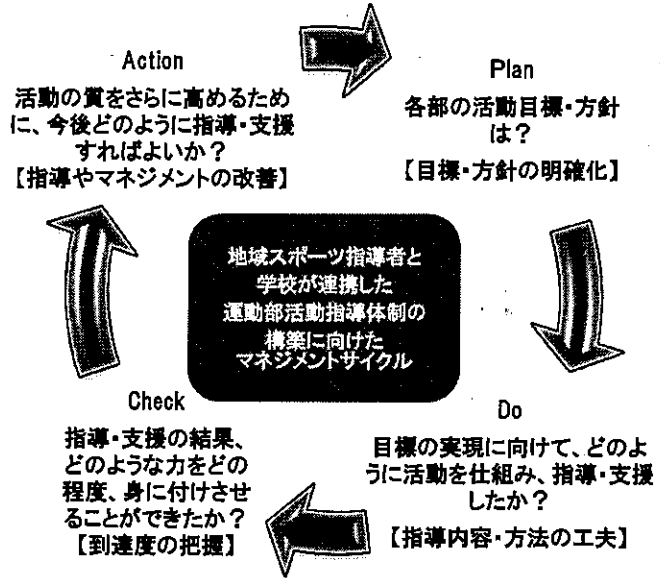 Action
活動の質をさらに高めるため
に、今後どのように指導・支援
すればよいか？
【指導やマネジメントの改善】
Plan
各部の活動目標・方針
は？
【目標・方針の明確化】
地域スポーツ指導者と
学校が連携した
運動部活動指導体制の
構築に向けた
マネジメントサイクル
Check
指導・支援の結果、
どのような力をどの
程度、身に付けさせ
ることができたか？
【到達度の把握】
Do
目標の実現に向けて、どのよ
うに活動を仕組み、指導・支援
したか？
【指導内容・方法の工夫】